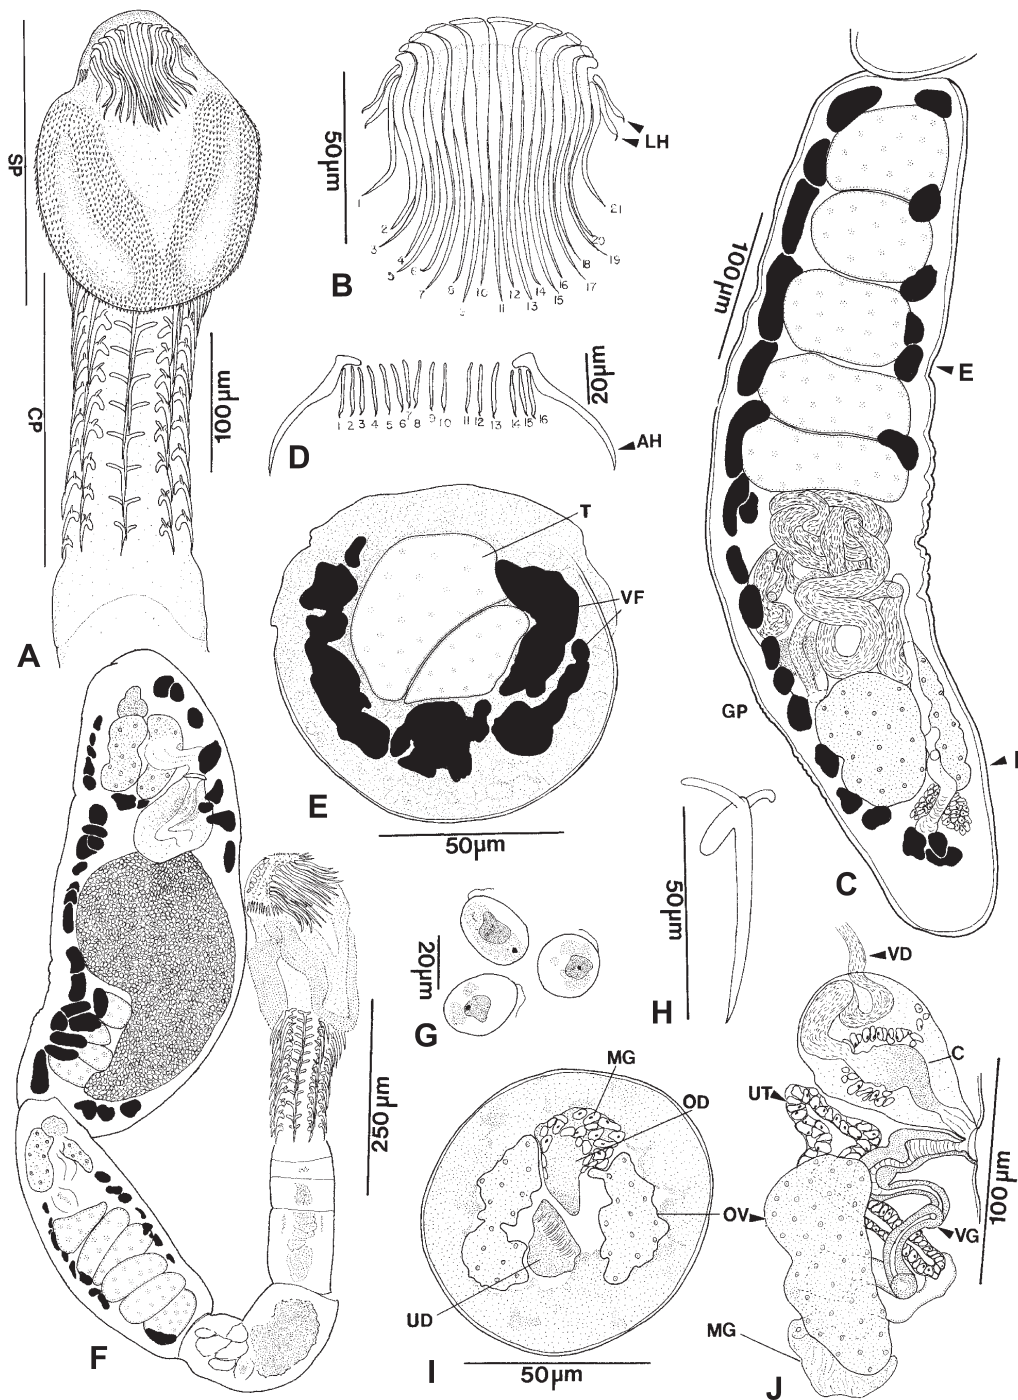 SP
CP
100µm
A
50µm
LH
1
2
3
4
5
6
7
8
9
10
11
12
13
14
15
16
17
18
19
20
21
B
100µm
E
GP
I
C
20µm
1 2 3 4 5 6 7 8 9 10 11 12 13 14 15 16
AH
D
T
VF
E
50µm
F
250µm
20µm
G
50µm
H
MG
OD
OV
UD
I
50µm
VD
C
UT
100µm
VG
MG
J